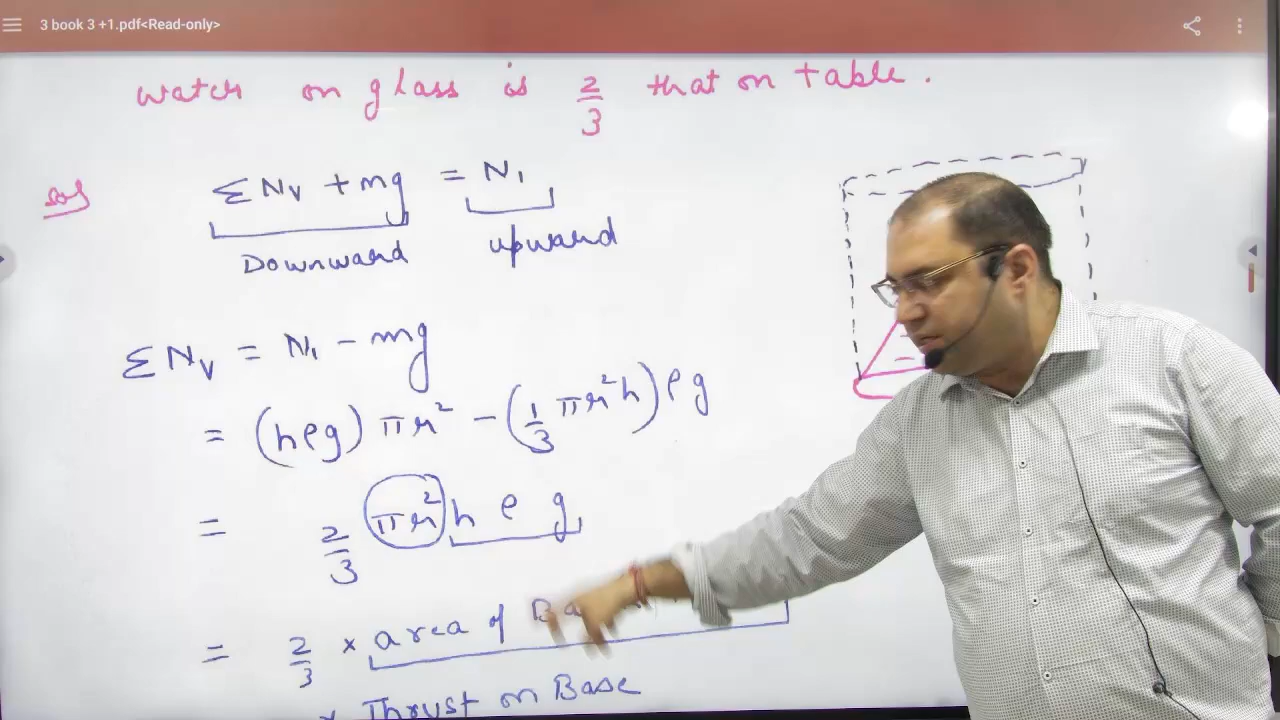 3 book 3 +1.pdf<Read-only>
water on glass is 2/3 that on table.
sol
ΣNv + mg = N1
Downward upward
ΣNv = N1 - mg
= (hρg) πr² - (1/3 πr²h) ρg
= 2/3 πr² h ρ g
= 2/3 × area of
× Thrust on Base